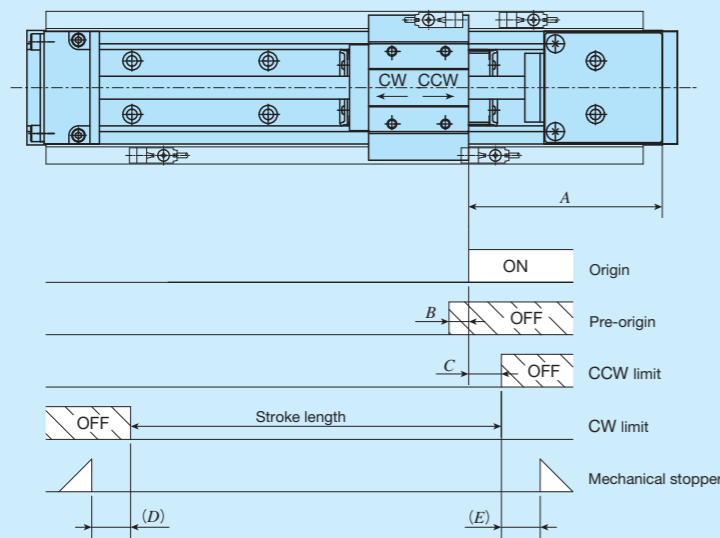 CW CCW
A
ON Origin
B OFF Pre-origin
C OFF CCW limit
OFF Stroke length CW limit
Mechanical stopper
(D) (E)